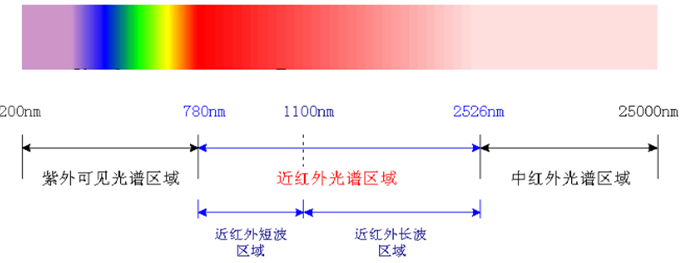 200nm 780nm 1100nm 2526nm 25000nm
紫外可见光谱区域 近红外光谱区域 中红外光谱区域
近红外短波 近红外长波
区域 区域